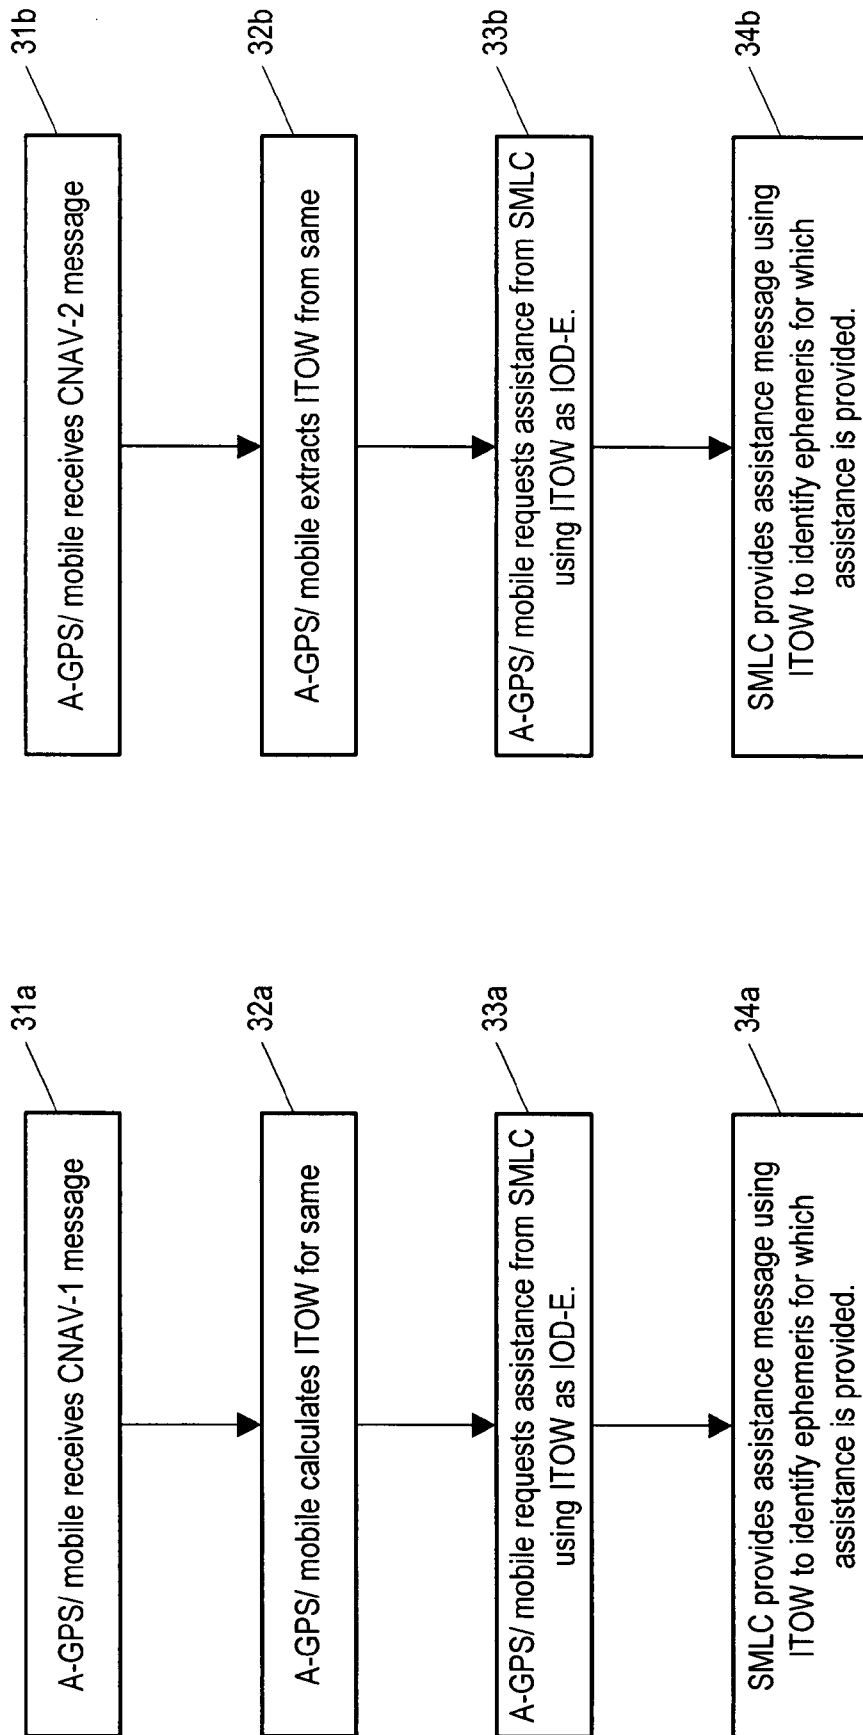 31a
A-GPS/ mobile receives CNAV-1 message
32a
A-GPS/ mobile calculates ITOW for same
33a
A-GPS/ mobile requests assistance from SMLC
using ITOW as IOD-E.
34a
SMLC provides assistance message using
ITOW to identify ephemeris for which
assistance is provided.
31b
A-GPS/ mobile receives CNAV-2 message
32b
A-GPS/ mobile extracts ITOW from same
33b
A-GPS/ mobile requests assistance from SMLC
using ITOW as IOD-E.
34b
SMLC provides assistance message using
ITOW to identify ephemeris for which
assistance is provided.